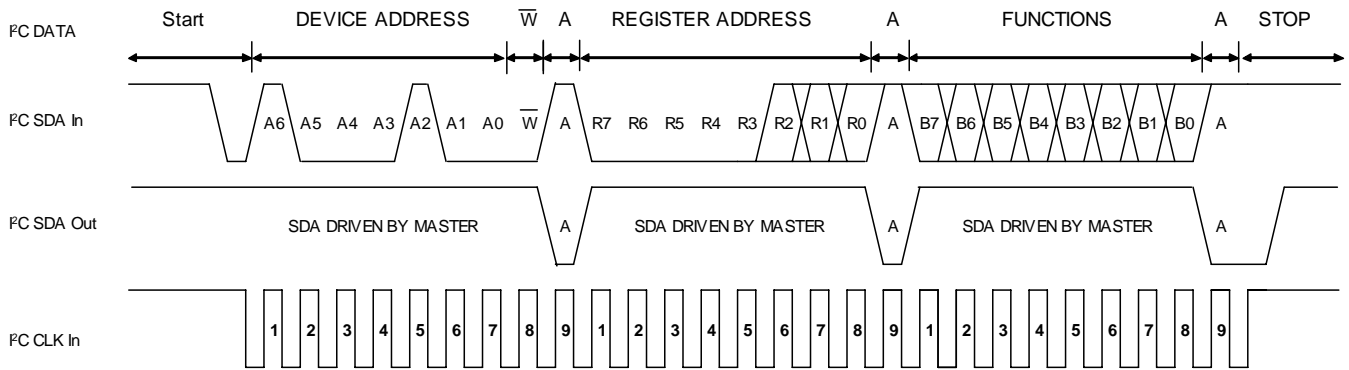 I²C DATA Start DEVICE ADDRESS W̅ A REGISTER ADDRESS A FUNCTIONS A STOP
I²C SDA In A6 A5 A4 A3 A2 A1 A0 W̅ A R7 R6 R5 R4 R3 R2 R1 R0 A B7 B6 B5 B4 B3 B2 B1 B0 A
I²C SDA Out SDA DRIVEN BY MASTER A SDA DRIVEN BY MASTER A SDA DRIVEN BY MASTER A
I²C CLK In 1 2 3 4 5 6 7 8 9 1 2 3 4 5 6 7 8 9 1 2 3 4 5 6 7 8 9